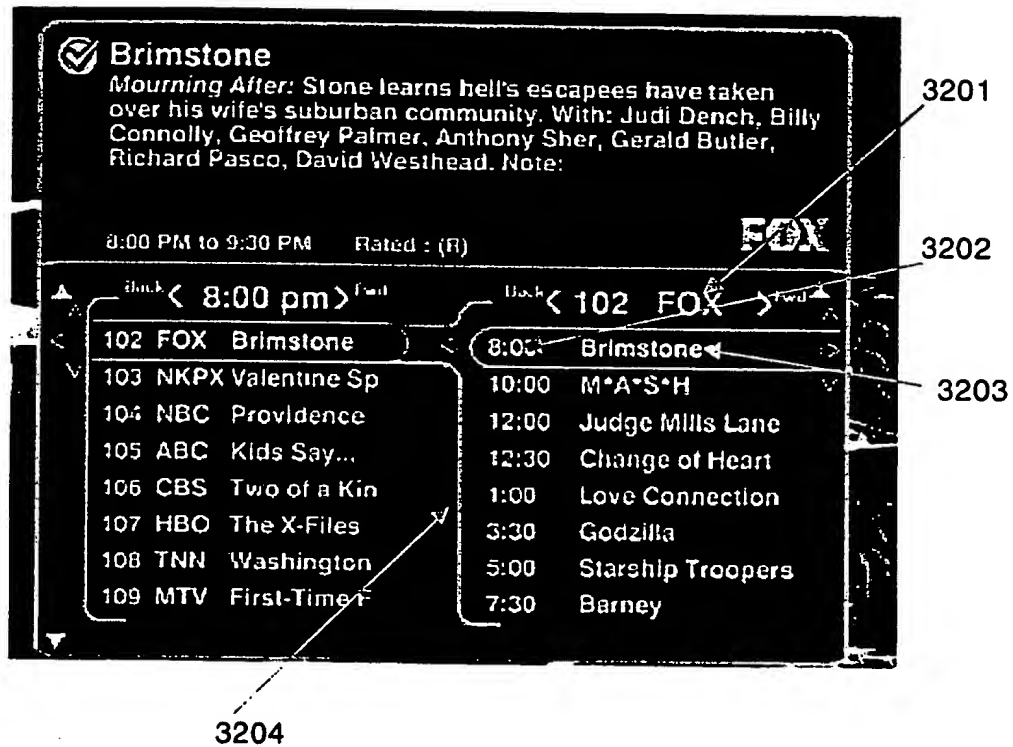 Brimstone
Mourning After: Stone learns hell's escapees have taken
over his wife's suburban community. With: Judi Dench, Billy
Connolly, Geoffrey Palmer, Anthony Sher, Gerald Butler,
Richard Pasco, David Westhead. Note:
8:00 PM to 9:30 PM Rated : (R)
FOX
Back < 8:00 pm > Fwd
102 FOX Brimstone
103 NKPX Valentine Sp
104 NBC Providence
105 ABC Kids Say...
106 CBS Two of a Kin
107 HBO The X-Files
108 TNN Washington
109 MTV First-Time
Back < 102 FOX > Fwd
8:00 Brimstone
10:00 M*A*S*H
12:00 Judge Mills Lane
12:30 Change of Heart
1:00 Love Connection
3:30 Godzilla
5:00 Starship Troopers
7:30 Barney
3201
3202
3203
3204